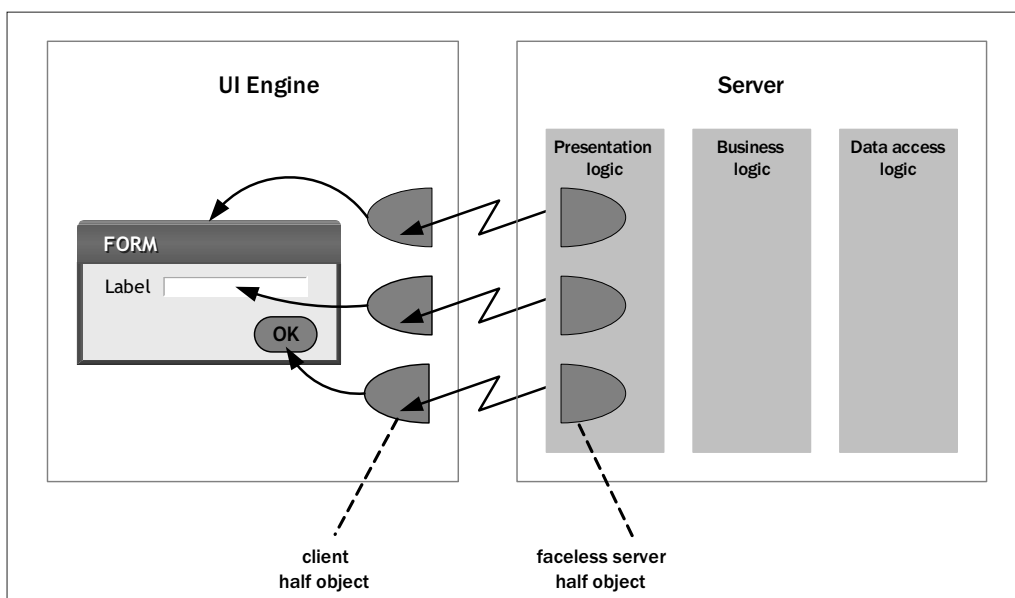 UI Engine
Server
Presentation
logic
Business
logic
Data access
logic
FORM
Label
OK
client
half object
faceless server
half object